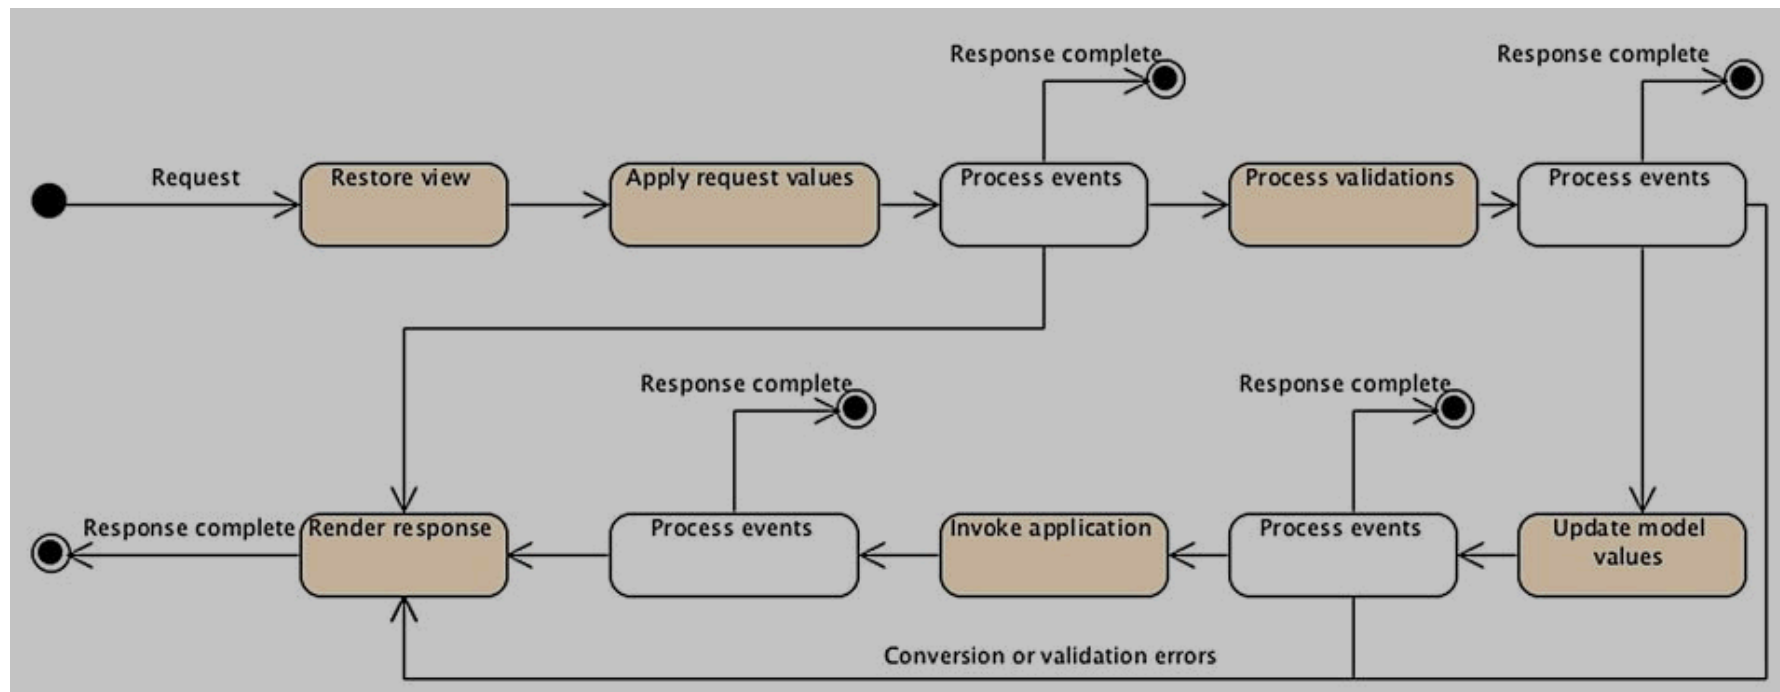 Response complete
Response complete
Request
Restore view
Apply request values
Process events
Process validations
Process events
Response complete
Response complete
Response complete
Render response
Process events
Invoke application
Process events
Update model
values
Conversion or validation errors